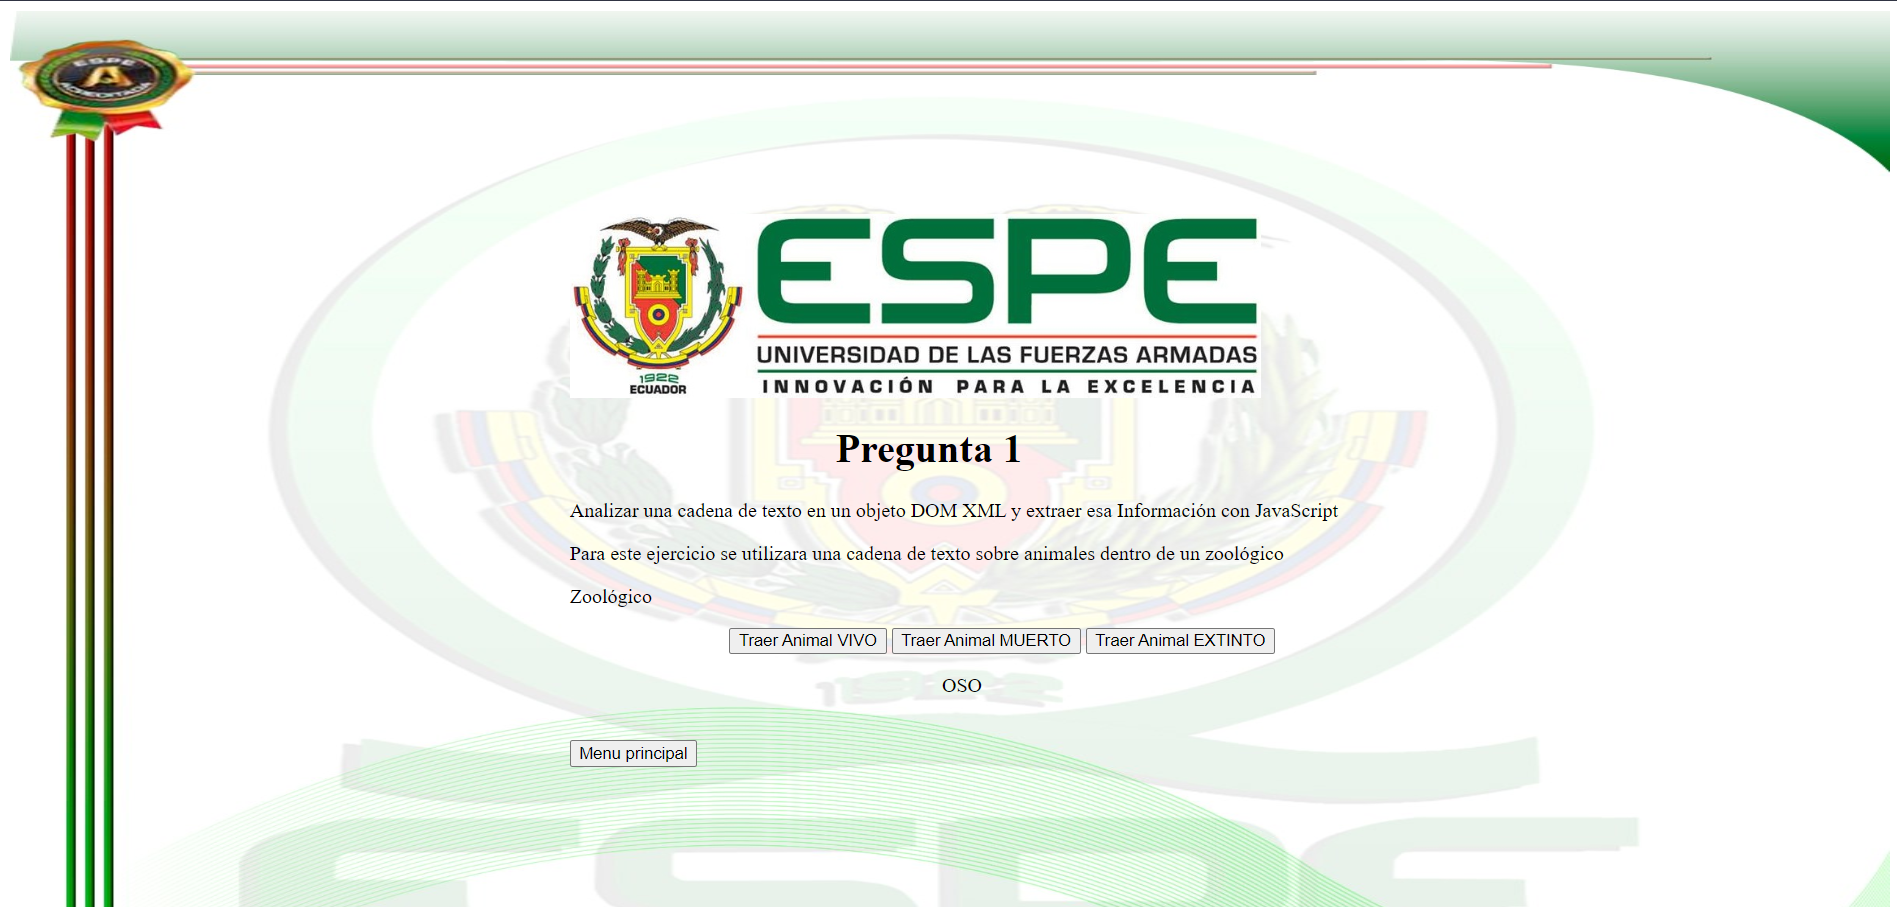 ESPE
ACREDITADA
ESPE
UNIVERSIDAD DE LAS FUERZAS ARMADAS
INNOVACIÓN PARA LA EXCELENCIA
1922
ECUADOR
Pregunta 1
Analizar una cadena de texto en un objeto DOM XML y extraer esa Información con JavaScript
Para este ejercicio se utilizara una cadena de texto sobre animales dentro de un zoológico
Zoológico
Traer Animal VIVO Traer Animal MUERTO Traer Animal EXTINTO
1922
OSO
Menu principal
ESPE